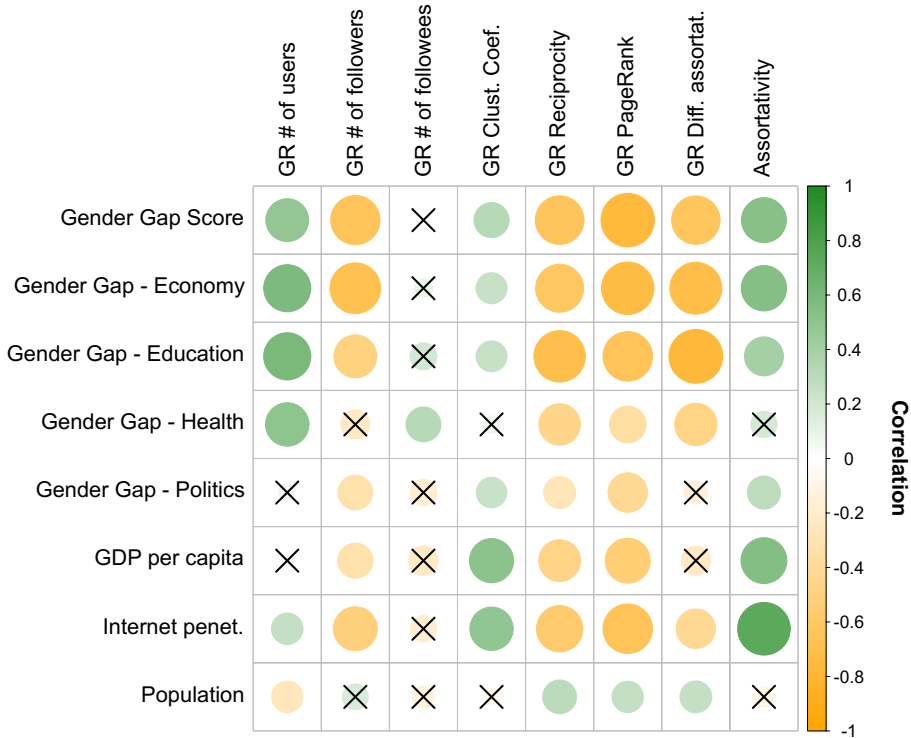 GR # of users
GR # of followers
GR # of followees
GR Clust. Coef.
GR Reciprocity
GR PageRank
GR Diff. assortat.
Assortativity
Gender Gap Score
Gender Gap - Economy
Gender Gap - Education
Gender Gap - Health
Gender Gap - Politics
GDP per capita
Internet penet.
Population
1
0.8
0.6
0.4
0.2
0
-0.2
-0.4
-0.6
-0.8
-1
Correlation